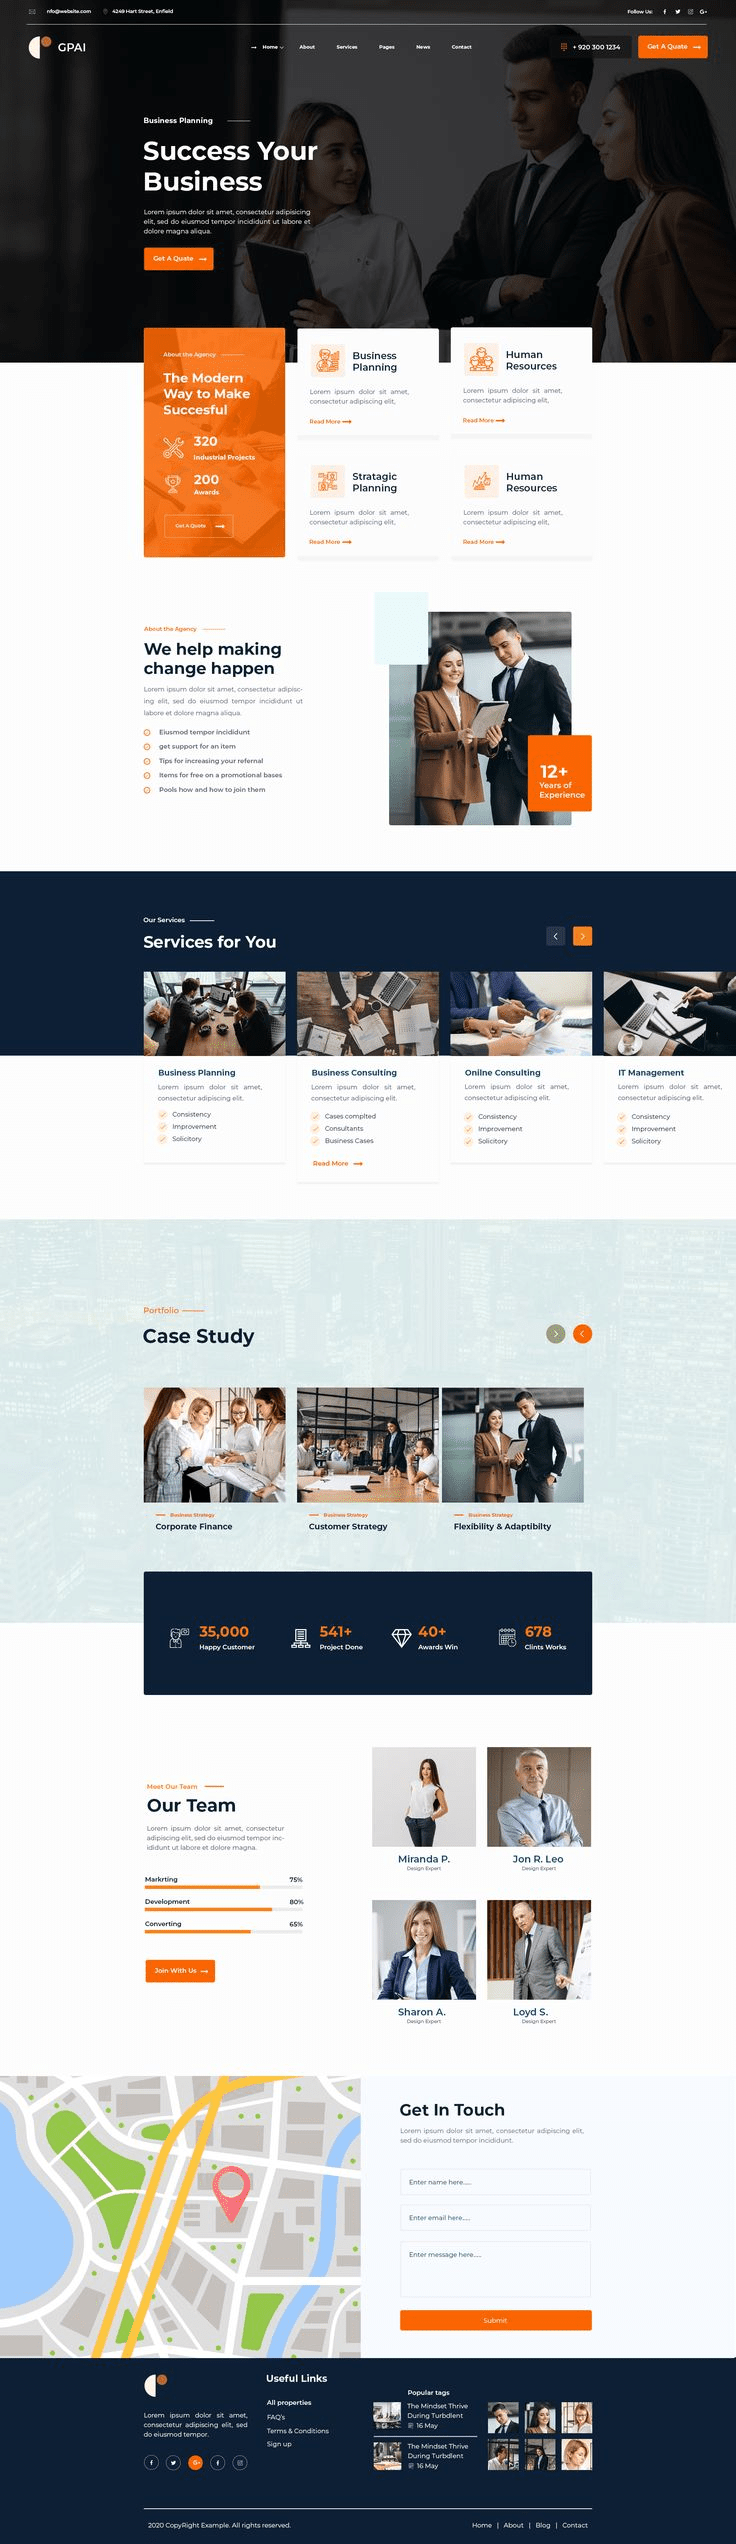 nfo@website.com
4249 Hart Street, Enfield
Follow Us:
GPAI
Home
About
Services
Pages
News
Contact
+ 920 300 1234
Get A Quate
Business Planning
Success Your
Business
Lorem ipsum dolor sit amet, consectetur adipisicing
elit, sed do eiusmod tempor incididunt ut labore et
dolore magna aliqua.
Get A Quate
About the Agency
The Modern
Way to Make
Succesful
320
Industrial Projects
200
Awards
Get A Quote
Business
Planning
Lorem ipsum dolor sit amet,
consectetur adipiscing elit,
Read More
Human
Resources
Lorem ipsum dolor sit amet,
consectetur adipiscing elit,
Read More
Stratagic
Planning
Lorem ipsum dolor sit amet,
consectetur adipiscing elit,
Read More
Human
Resources
Lorem ipsum dolor sit amet,
consectetur adipiscing elit,
Read More
About the Agency
We help making
change happen
Lorem ipsum dolor sit amet, consectetur adipisc-
ing elit, sed do eiusmod tempor incididunt ut
labore et dolore magna aliqua.
Eiusmod tempor incididunt
get support for an item
Tips for increasing your refernal
Items for free on a promotional bases
Pools how and how to join them
12+
Years of
Experience
Our Services
Services for You
Business Planning
Lorem ipsum dolor sit amet,
consectetur adipiscing elit.
Consistency
Improvement
Solicitory
Business Consulting
Lorem ipsum dolor sit amet,
consectetur adipiscing elit.
Cases complted
Consultants
Business Cases
Read More
Onilne Consulting
Lorem ipsum dolor sit amet,
consectetur adipiscing elit.
Consistency
Improvement
Solicitory
IT Management
Lorem ipsum dolor sit amet,
consectetur adipiscing elit.
Consistency
Improvement
Solicitory
Portfolio
Case Study
Business Strategy
Corporate Finance
Business Strategy
Customer Strategy
Business Strategy
Flexibility & Adaptibilty
35,000
Happy Customer
541+
Project Done
40+
Awards Win
678
Clints Works
Meet Our Team
Our Team
Lorem ipsum dolor sit amet, consectetur
adipiscing elit, sed do eiusmod tempor inc-
ididunt ut labore et dolore magna.
Markrting 75%
Development 80%
Converting 65%
Join With Us
Miranda P.
Design Expert
Jon R. Leo
Design Expert
Sharon A.
Design Expert
Loyd S.
Design Expert
Get In Touch
Lorem ipsum dolor sit amet, consectetur adipiscing elit,
sed do eiusmod tempor incididunt.
Enter name here.....
Enter email here.....
Enter message here.....
Submit
Lorem ipsum dolor sit amet,
consectetur adipiscing elit, sed
do eiusmod tempor.
Useful Links
All properties
FAQ's
Terms & Conditions
Sign up
Popular tags
The Mindset Thrive
During Turbdlent
16 May
The Mindset Thrive
During Turbdlent
16 May
2020 CopyRight Example. All rights reserved.
Home | About | Blog | Contact